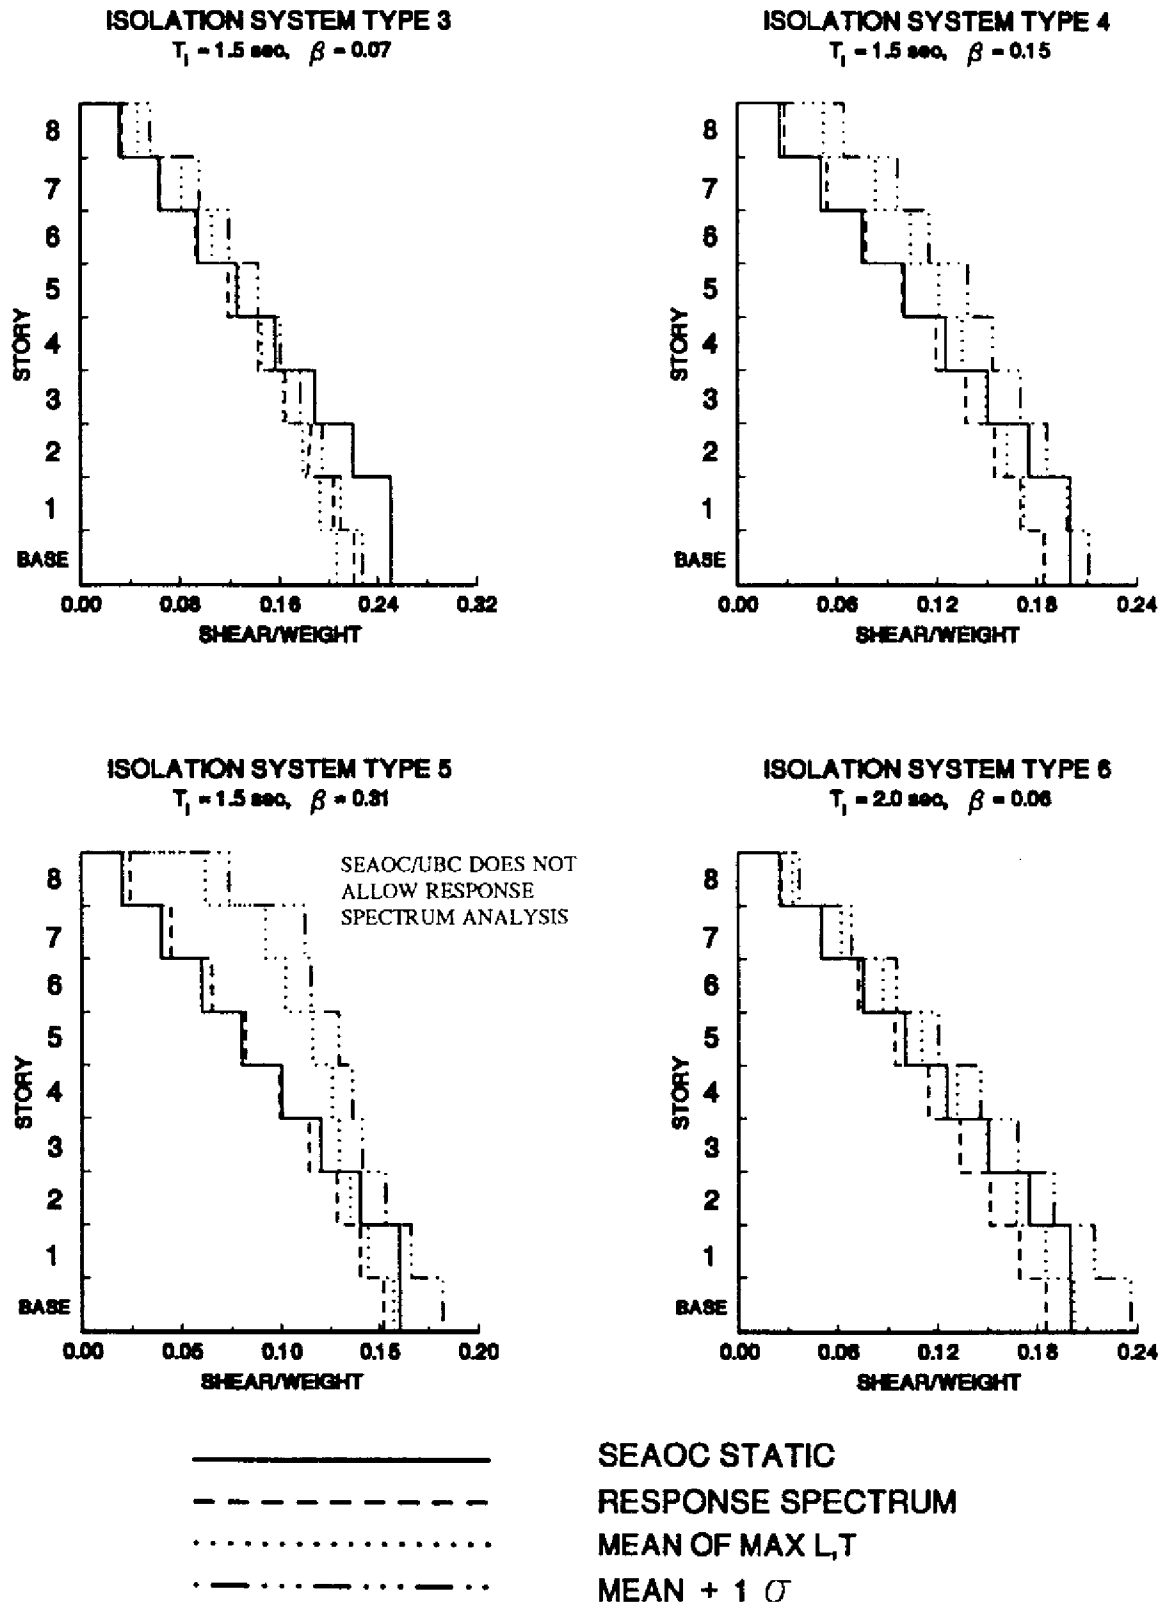 ISOLATION SYSTEM TYPE 3
T_I = 1.5 sec, β = 0.07
8
7
6
5
4
3
2
1
BASE
STORY
0.00 0.08 0.16 0.24 0.32
SHEAR/WEIGHT
ISOLATION SYSTEM TYPE 4
T_I = 1.5 sec, β = 0.15
8
7
6
5
4
3
2
1
BASE
STORY
0.00 0.06 0.12 0.18 0.24
SHEAR/WEIGHT
ISOLATION SYSTEM TYPE 5
T_I = 1.5 sec, β = 0.31
SEAOC/UBC DOES NOT
ALLOW RESPONSE
SPECTRUM ANALYSIS
8
7
6
5
4
3
2
1
BASE
STORY
0.00 0.05 0.10 0.15 0.20
SHEAR/WEIGHT
ISOLATION SYSTEM TYPE 6
T_I = 2.0 sec, β = 0.06
8
7
6
5
4
3
2
1
BASE
STORY
0.00 0.06 0.12 0.18 0.24
SHEAR/WEIGHT
SEAOC STATIC
RESPONSE SPECTRUM
MEAN OF MAX L,T
MEAN + 1 σ